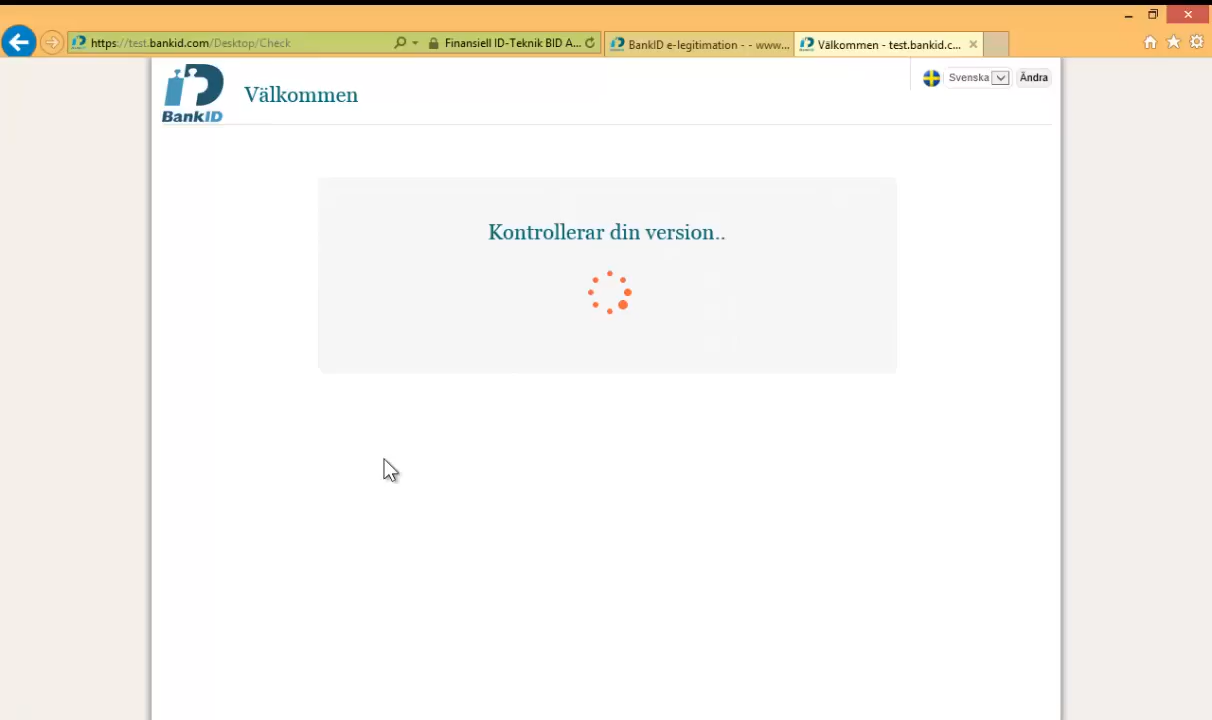 https://test.bankid.com/Desktop/Check
Finansiell ID-Teknik BID A...
BankID e-legitimation - - www...
Välkommen - test.bankid.c...
BankID
Välkommen
Svenska
Ändra
Kontrollerar din version..